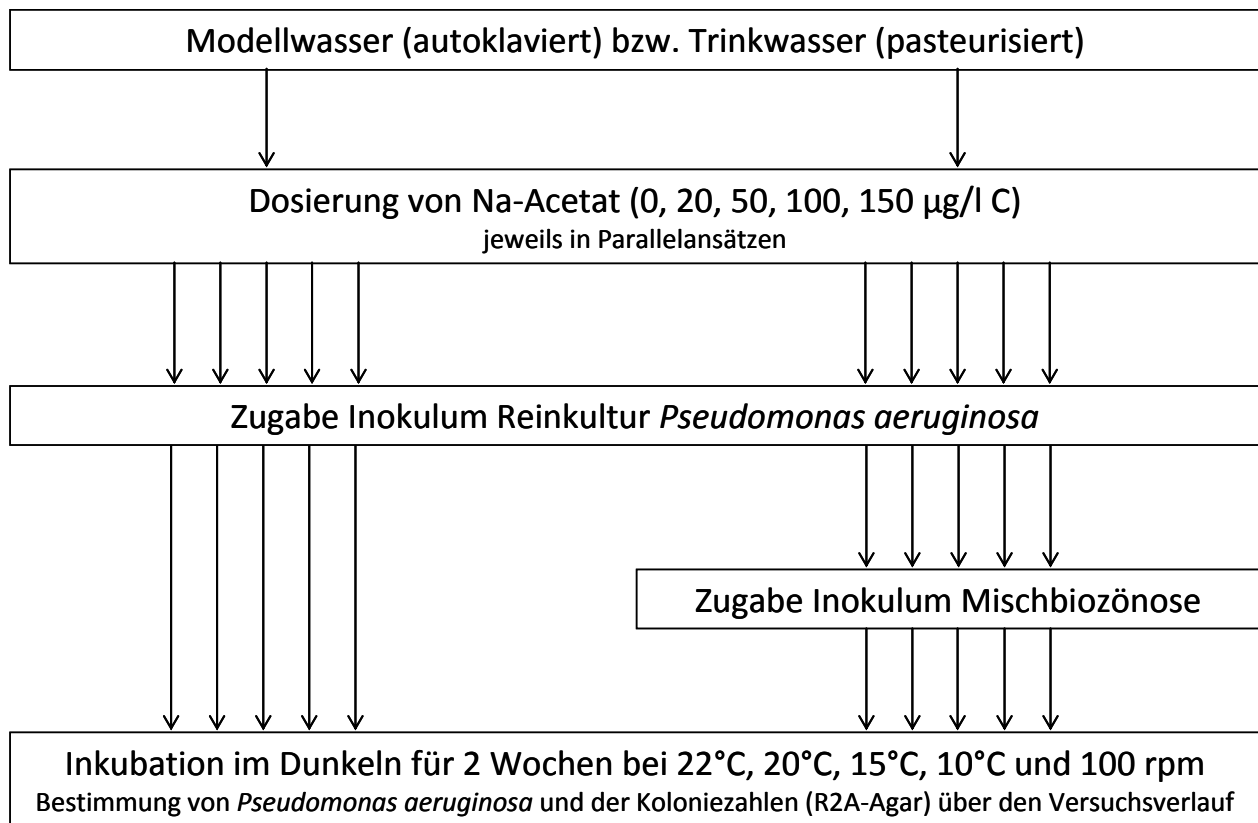 Modellwasser (autoklaviert) bzw. Trinkwasser (pasteurisiert)
Dosierung von Na-Acetat (0, 20, 50, 100, 150 µg/l C)
jeweils in Parallelansätzen
Zugabe Inokulum Reinkultur Pseudomonas aeruginosa
Zugabe Inokulum Mischbiozönose
Inkubation im Dunkeln für 2 Wochen bei 22°C, 20°C, 15°C, 10°C und 100 rpm
Bestimmung von Pseudomonas aeruginosa und der Koloniezahlen (R2A-Agar) über den Versuchsverlauf